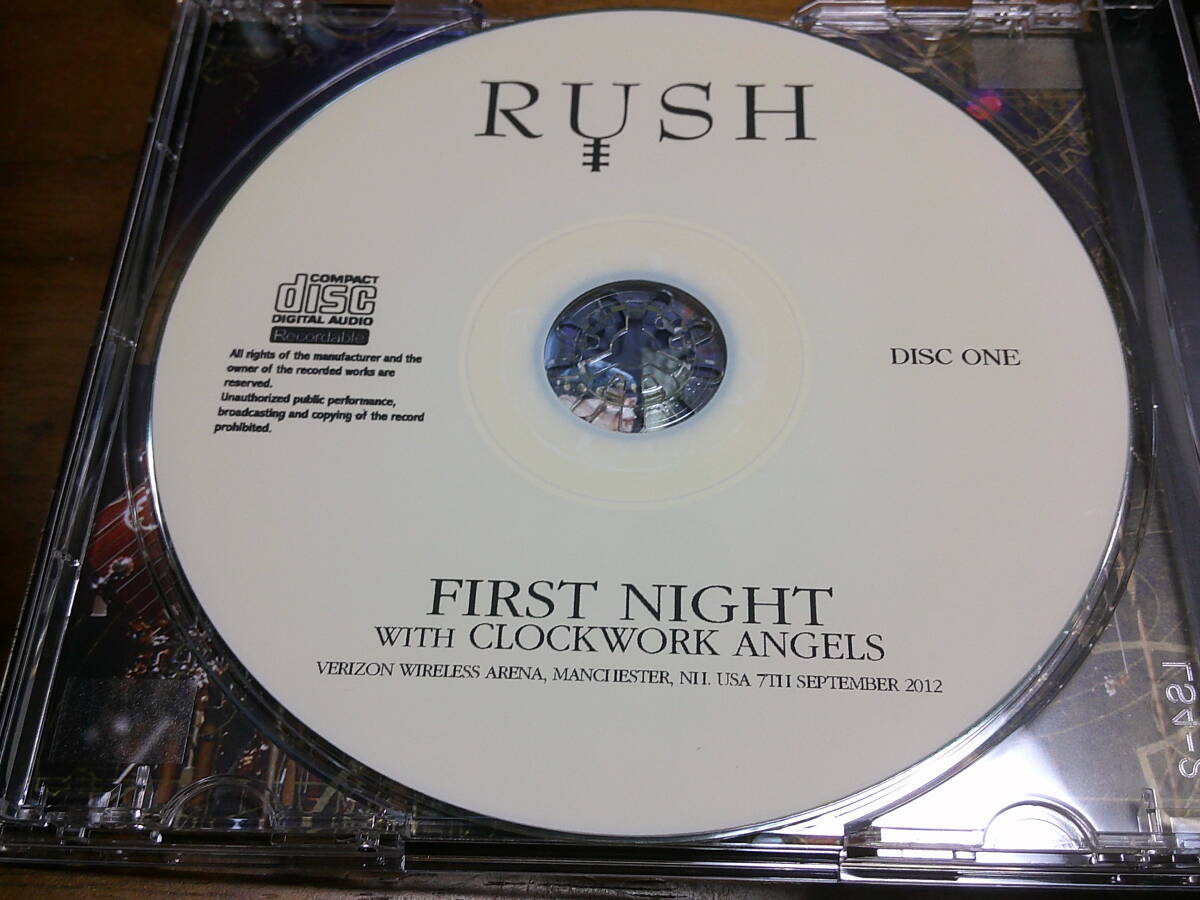 RUSH
COMPACT
disc
DIGITAL AUDIO
Recordable
All rights of the manufacturer and the
owner of the recorded works are
reserved.
Unauthorized public performance,
broadcasting and copying of the record
prohibited.
DISC ONE
FIRST NIGHT
WITH CLOCKWORK ANGELS
VERIZON WIRELESS ARENA, MANCHESTER, NH. USA 7TH SEPTEMBER 2012